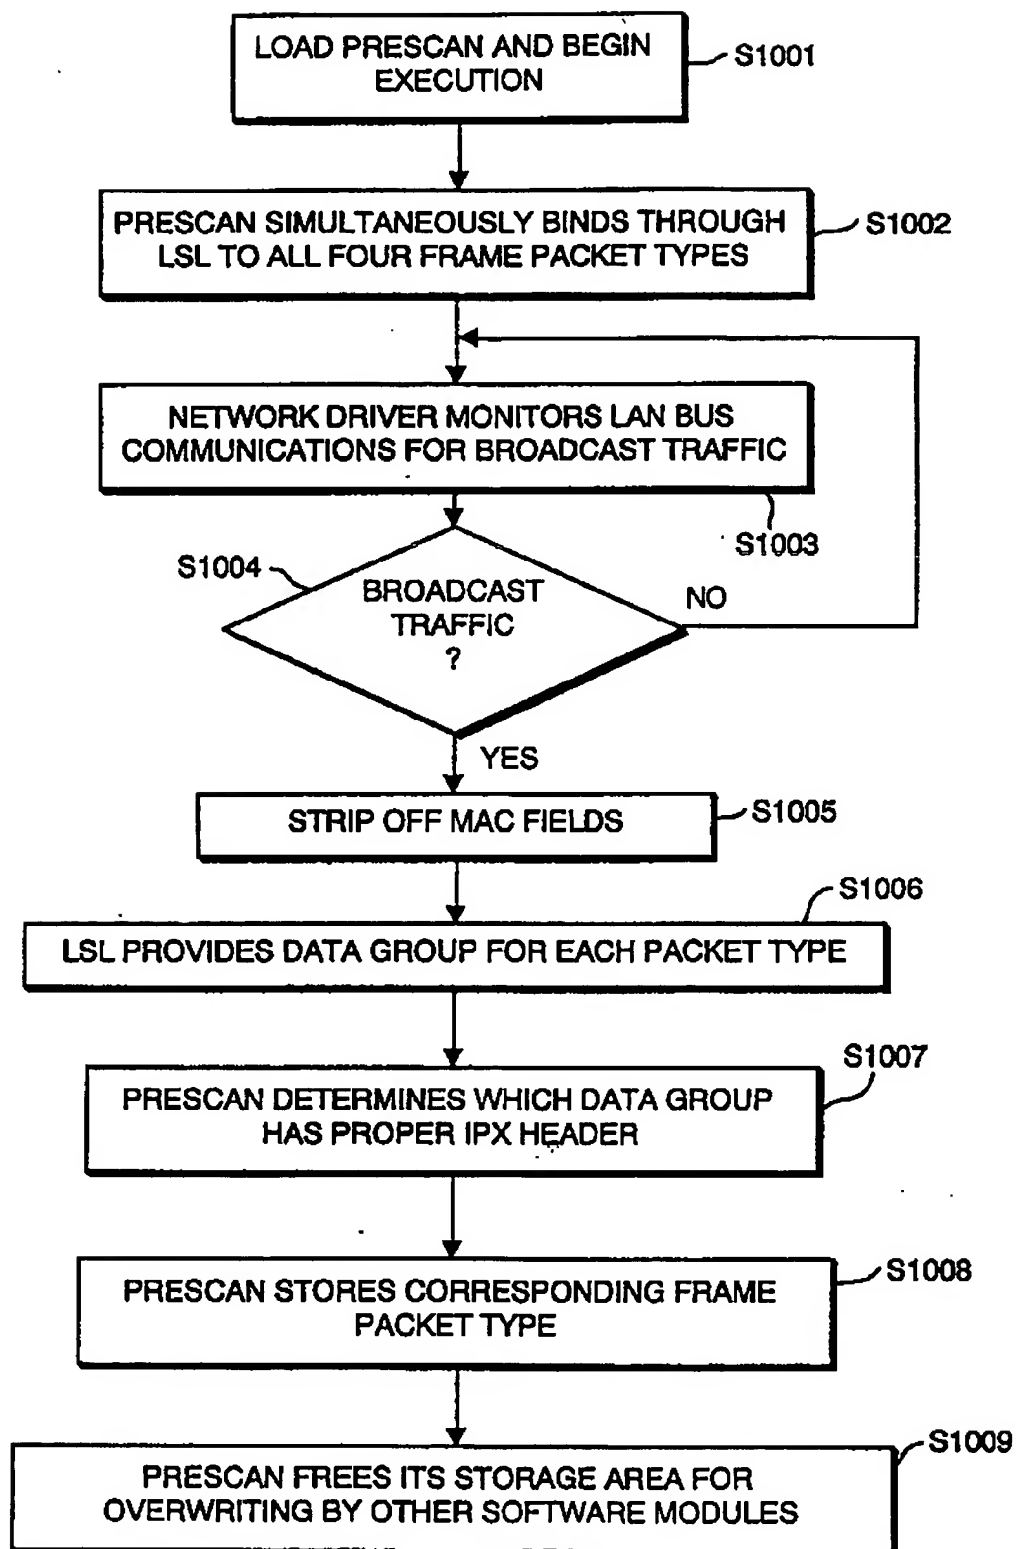 LOAD PRESCAN AND BEGIN
EXECUTION
S1001
PRESCAN SIMULTANEOUSLY BINDS THROUGH
LSL TO ALL FOUR FRAME PACKET TYPES
S1002
NETWORK DRIVER MONITORS LAN BUS
COMMUNICATIONS FOR BROADCAST TRAFFIC
S1003
S1004
BROADCAST
TRAFFIC
?
NO
YES
STRIP OFF MAC FIELDS
S1005
S1006
LSL PROVIDES DATA GROUP FOR EACH PACKET TYPE
S1007
PRESCAN DETERMINES WHICH DATA GROUP
HAS PROPER IPX HEADER
S1008
PRESCAN STORES CORRESPONDING FRAME
PACKET TYPE
S1009
PRESCAN FREES ITS STORAGE AREA FOR
OVERWRITING BY OTHER SOFTWARE MODULES